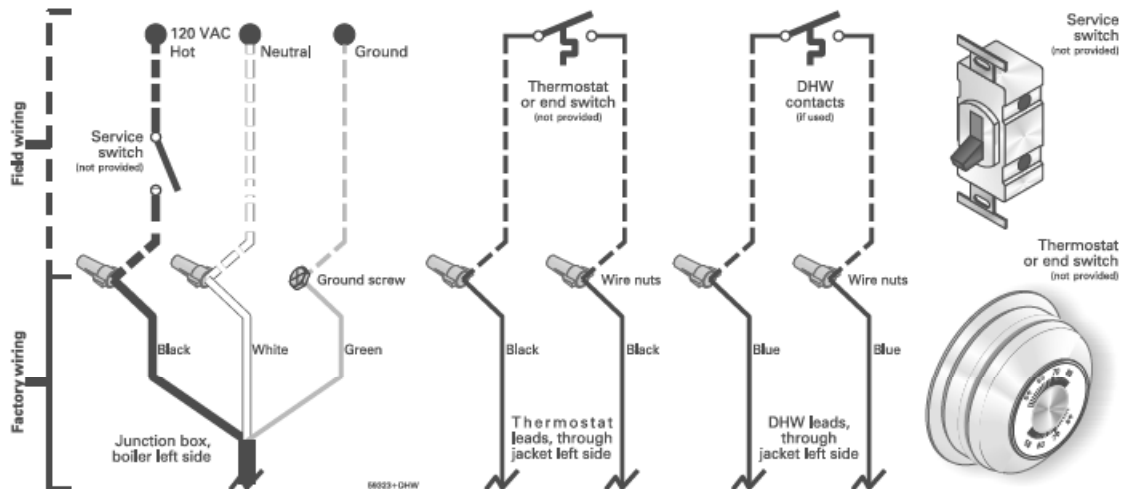 120 VAC
Hot
Neutral
Ground
Thermostat
or end switch
(not provided)
DHW
contacts
(if used)
Service
switch
(not provided)
Field wiring
Service
switch
(not provided)
Thermostat
or end switch
(not provided)
Ground screw
Wire nuts
Wire nuts
Factory wiring
Black
White
Green
Black
Black
Blue
Blue
Junction box,
boiler left side
Thermostat
leads, through
jacket left side
DHW leads,
through
jacket left side